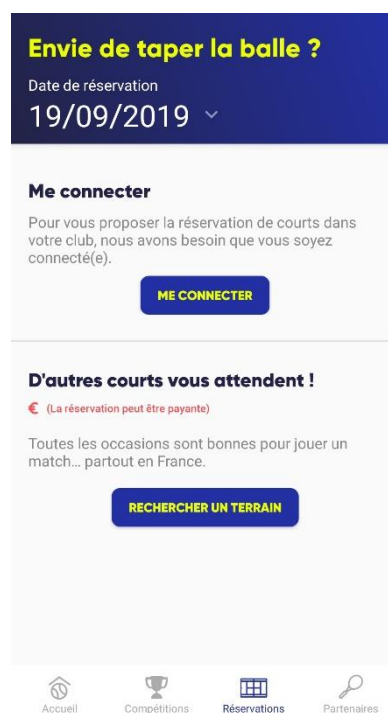 Envie de taper la balle ?
Date de réservation
19/09/2019
Me connecter
Pour vous proposer la réservation de courts dans
votre club, nous avons besoin que vous soyez
connecté(e).
ME CONNECTER
D'autres courts vous attendent !
€ (La réservation peut être payante)
Toutes les occasions sont bonnes pour jouer un
match... partout en France.
RECHERCHER UN TERRAIN
Accueil Compétitions Réservations Partenaires